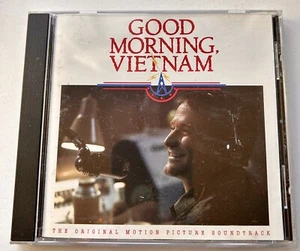 GOOD
MORNING,
VIETNAM
THE ORIGINAL MOTION PICTURE SOUNDTRACK